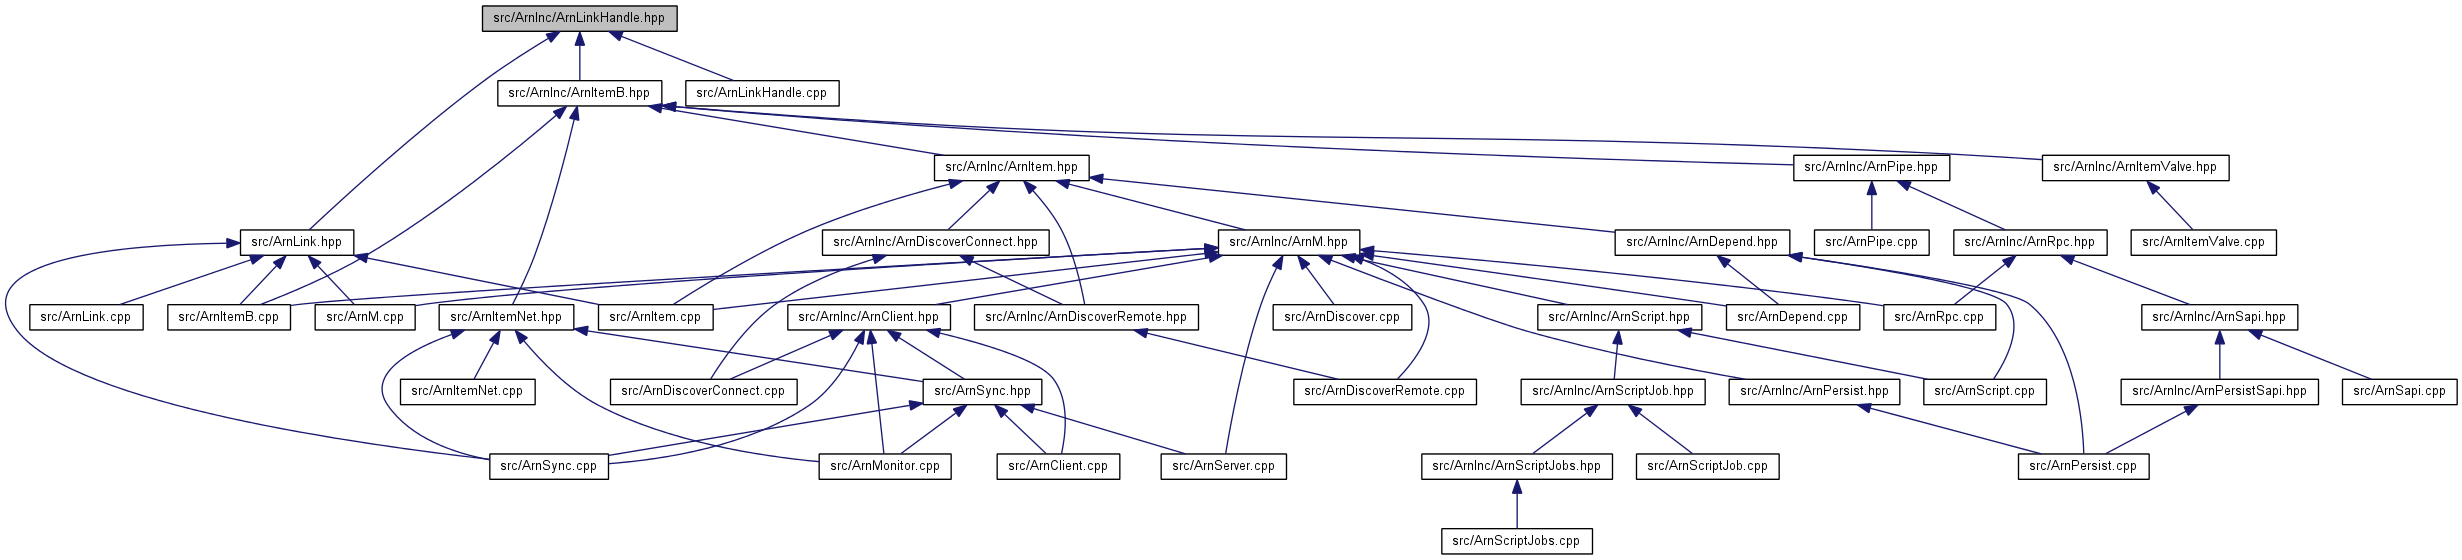 src/ArnInc/ArnLinkHandle.hpp
src/ArnInc/ArnItemB.hpp
src/ArnLinkHandle.cpp
src/ArnInc/ArnItem.hpp
src/ArnInc/ArnPipe.hpp
src/ArnInc/ArnItemValve.hpp
src/ArnLink.hpp
src/ArnInc/ArnDiscoverConnect.hpp
src/ArnInc/ArnM.hpp
src/ArnInc/ArnDepend.hpp
src/ArnPipe.cpp
src/ArnInc/ArnRpc.hpp
src/ArnItemValve.cpp
src/ArnLink.cpp
src/ArnItemB.cpp
src/ArnM.cpp
src/ArnItemNet.hpp
src/ArnItem.cpp
src/ArnInc/ArnClient.hpp
src/ArnInc/ArnDiscoverRemote.hpp
src/ArnDiscover.cpp
src/ArnInc/ArnScript.hpp
src/ArnDepend.cpp
src/ArnRpc.cpp
src/ArnInc/ArnSapi.hpp
src/ArnItemNet.cpp
src/ArnDiscoverConnect.cpp
src/ArnSync.hpp
src/ArnDiscoverRemote.cpp
src/ArnInc/ArnScriptJob.hpp
src/ArnInc/ArnPersist.hpp
src/ArnScript.cpp
src/ArnInc/ArnPersistSapi.hpp
src/ArnSapi.cpp
src/ArnSync.cpp
src/ArnMonitor.cpp
src/ArnClient.cpp
src/ArnServer.cpp
src/ArnInc/ArnScriptJobs.hpp
src/ArnScriptJob.cpp
src/ArnPersist.cpp
src/ArnScriptJobs.cpp